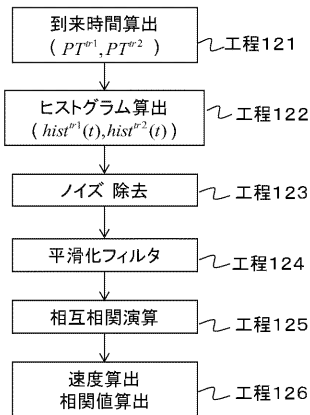 到来時間算出
( PT^tr1, PT^tr2 )
工程121
ヒストグラム算出
( hist^tr1(t), hist^tr2(t) )
工程122
ノイズ 除去
工程123
平滑化フィルタ
工程124
相互相関演算
工程125
速度算出
相関値算出
工程126